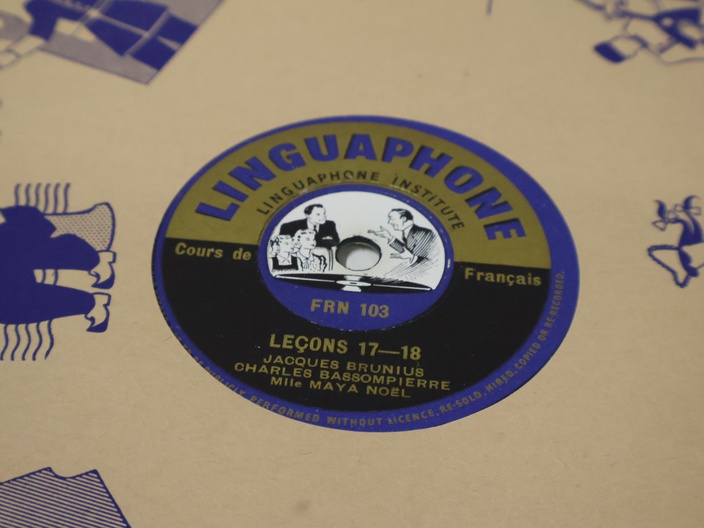 LINGUAPHONE
LINGUAPHONE INSTITUTE
Cours de Français
FRN 103
LEÇONS 17—18
JACQUES BRUNIUS
CHARLES BASSOMPIERRE
Mlle MAYA NOËL
PUBLICLY PERFORMED WITHOUT LICENCE, RE-SOLD, HIRED, COPIED OR RE-RECORDED.